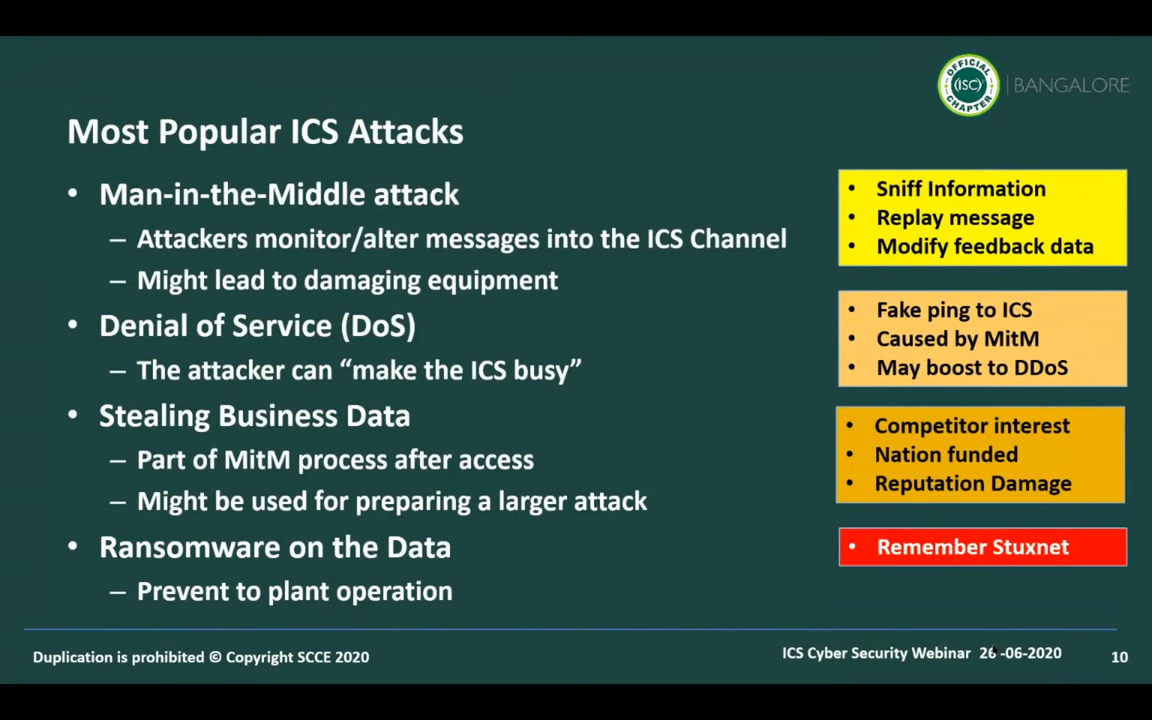 OFFICIAL
(ISC)²
CHAPTER
BANGALORE
Most Popular ICS Attacks
• Man-in-the-Middle attack
– Attackers monitor/alter messages into the ICS Channel
– Might lead to damaging equipment
• Denial of Service (DoS)
– The attacker can “make the ICS busy”
• Stealing Business Data
– Part of MitM process after access
– Might be used for preparing a larger attack
• Ransomware on the Data
– Prevent to plant operation
• Sniff Information
• Replay message
• Modify feedback data
• Fake ping to ICS
• Caused by MitM
• May boost to DDoS
• Competitor interest
• Nation funded
• Reputation Damage
• Remember Stuxnet
Duplication is prohibited © Copyright SCCE 2020
ICS Cyber Security Webinar 26-06-2020
10